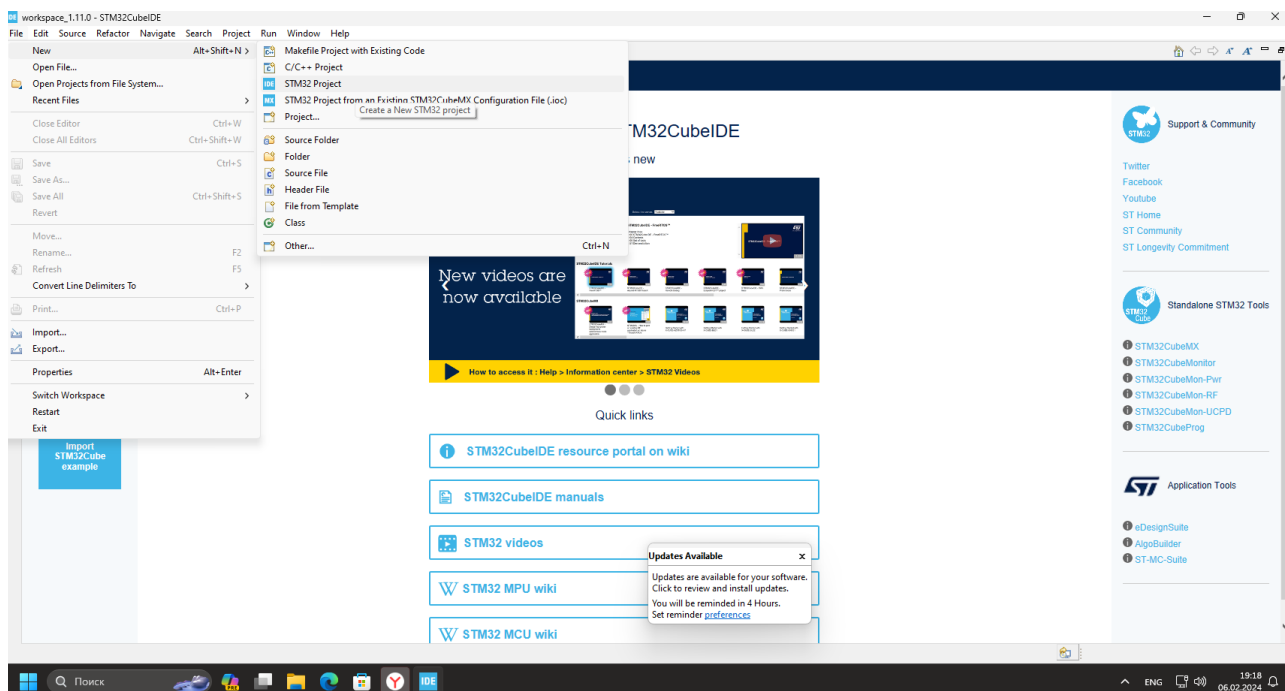 workspace_1.11.0 - STM32CubeIDE
File Edit Source Refactor Navigate Search Project Run Window Help
New Alt+Shift+N >
Open File...
Open Projects from File System...
Recent Files >
Close Editor Ctrl+W
Close All Editors Ctrl+Shift+W
Save Ctrl+S
Save As...
Save All Ctrl+Shift+S
Revert
Move...
Rename... F2
Refresh F5
Convert Line Delimiters To >
Print... Ctrl+P
Import...
Export...
Properties Alt+Enter
Switch Workspace >
Restart
Exit
Makefile Project with Existing Code
C/C++ Project
STM32 Project
STM32 Project from an Existing STM32CubeMX Configuration File (.ioc)
Create a New STM32 project
Project...
Source Folder
Folder
Source File
Header File
File from Template
Class
Other... Ctrl+N
Import
STM32Cube
example
TM32CubeIDE
new
New videos are
now available
How to access it : Help > Information center > STM32 Videos
Quick links
STM32CubeIDE resource portal on wiki
STM32CubeIDE manuals
STM32 videos
STM32 MPU wiki
STM32 MCU wiki
Updates Available x
Updates are available for your software.
Click to review and install updates.
You will be reminded in 4 Hours.
Set reminder preferences
STM32
Support & Community
Twitter
Facebook
Youtube
ST Home
ST Community
ST Longevity Commitment
STM32
Cube
Standalone STM32 Tools
STM32CubeMX
STM32CubeMonitor
STM32CubeMon-Pwr
STM32CubeMon-RF
STM32CubeMon-UCPD
STM32CubeProg
Application Tools
eDesignSuite
AlgoBuilder
ST-MC-Suite
Поиск
PRE
IDE
ENG
19:18
06.02.2024